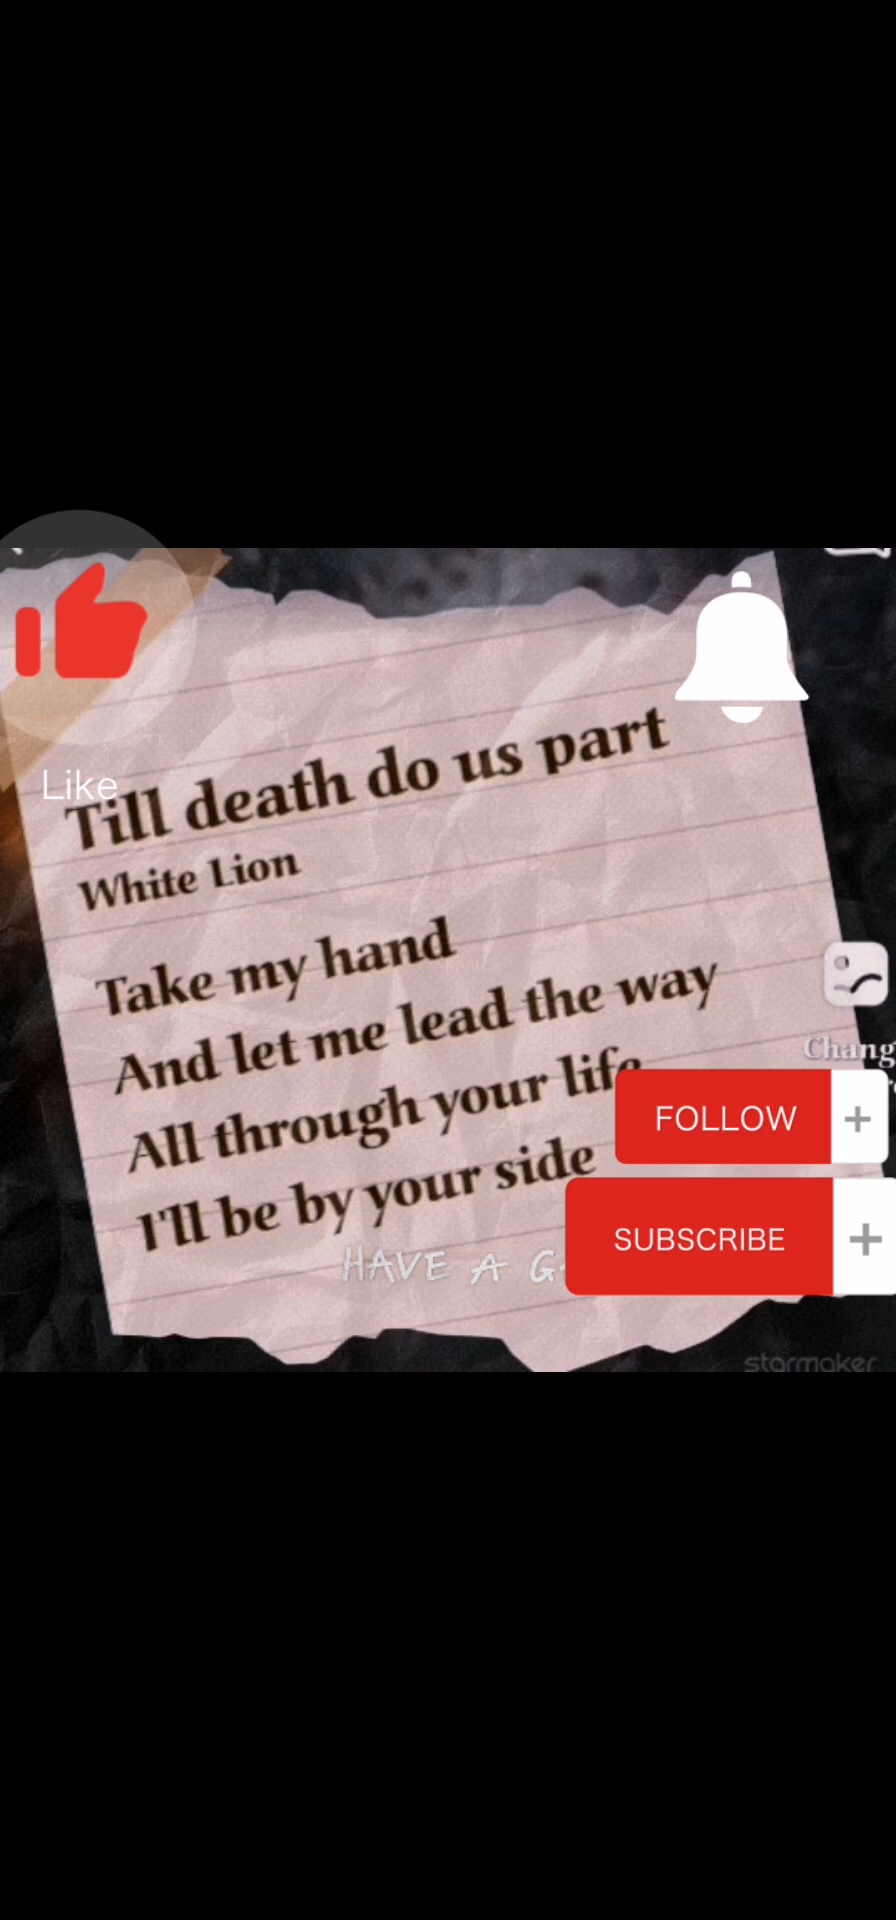 Like
Till death do us part
White Lion
Take my hand
And let me lead the way
All through your life
I'll be by your side
FOLLOW
SUBSCRIBE
HAVE A
starmaker